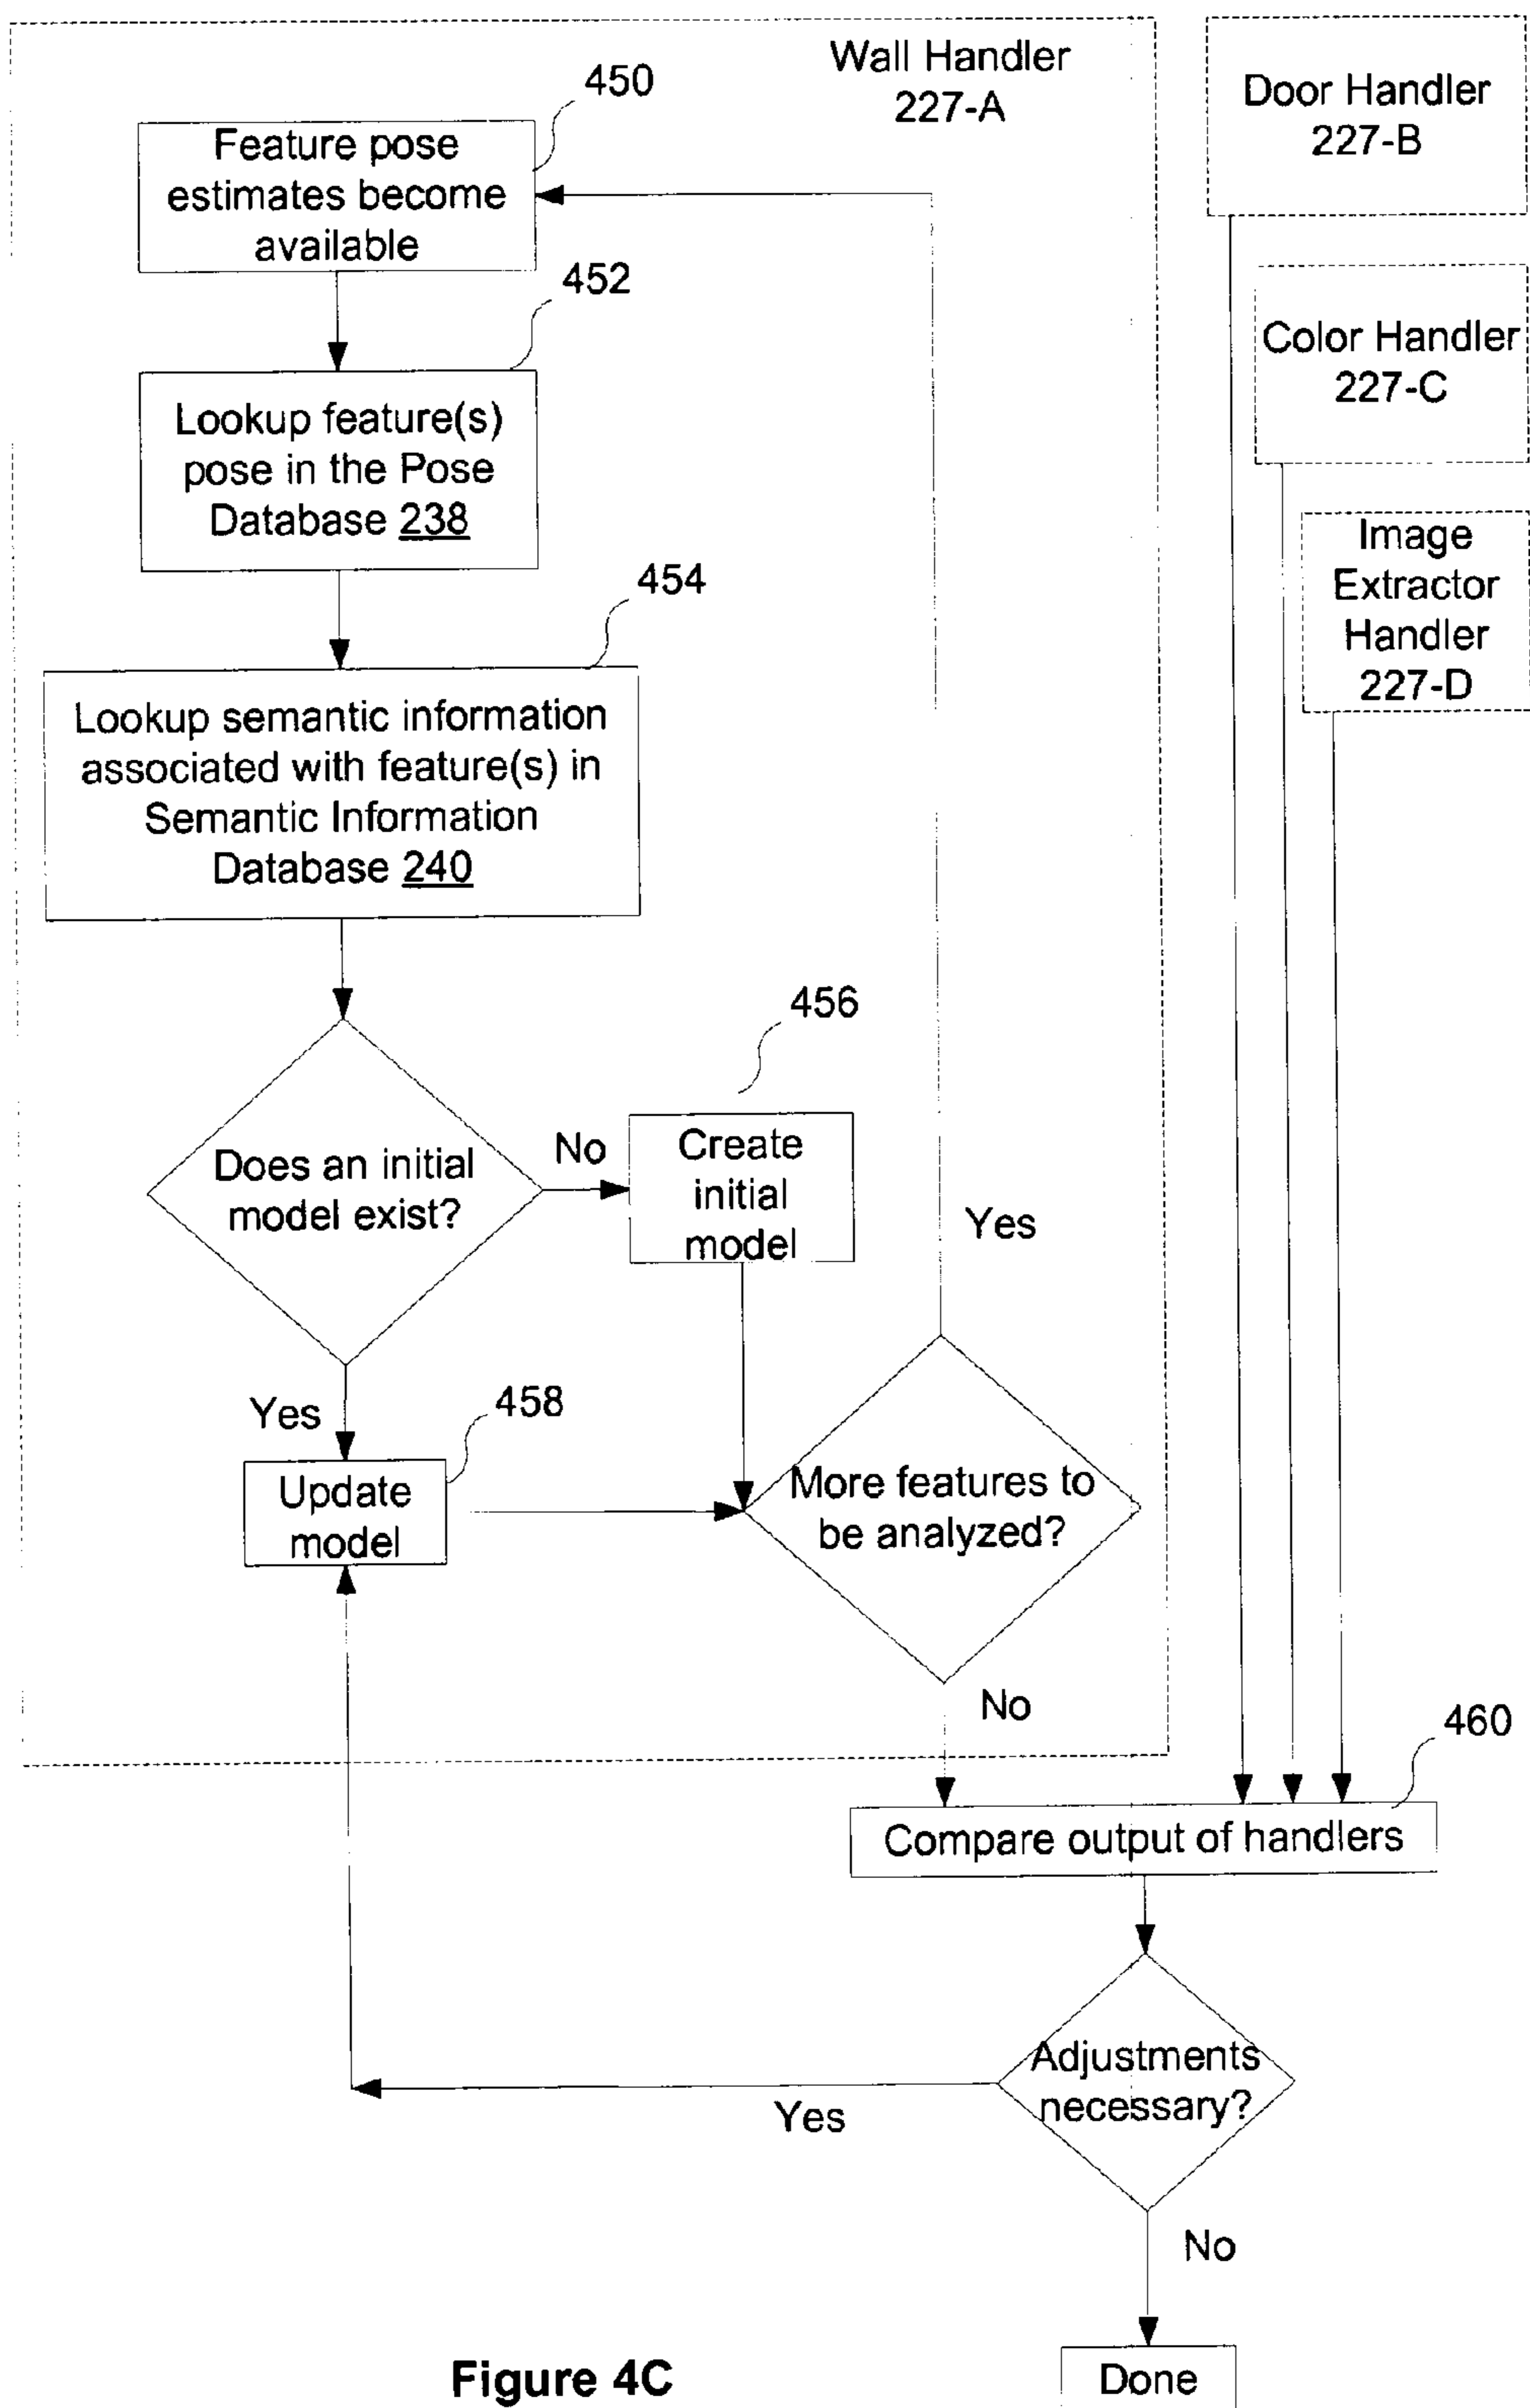 Wall Handler
227-A
Door Handler
227-B
450
Feature pose
estimates become
available
452
Color Handler
227-C
Lookup feature(s)
pose in the Pose
Database 238
Image
Extractor
Handler
227-D
454
Lookup semantic information
associated with feature(s) in
Semantic Information
Database 240
456
Does an initial
model exist?
No
Create
initial
model
Yes
Yes
458
Update
model
More features to
be analyzed?
No
460
Compare output of handlers
Adjustments
necessary?
Yes
No
Done
Figure 4C